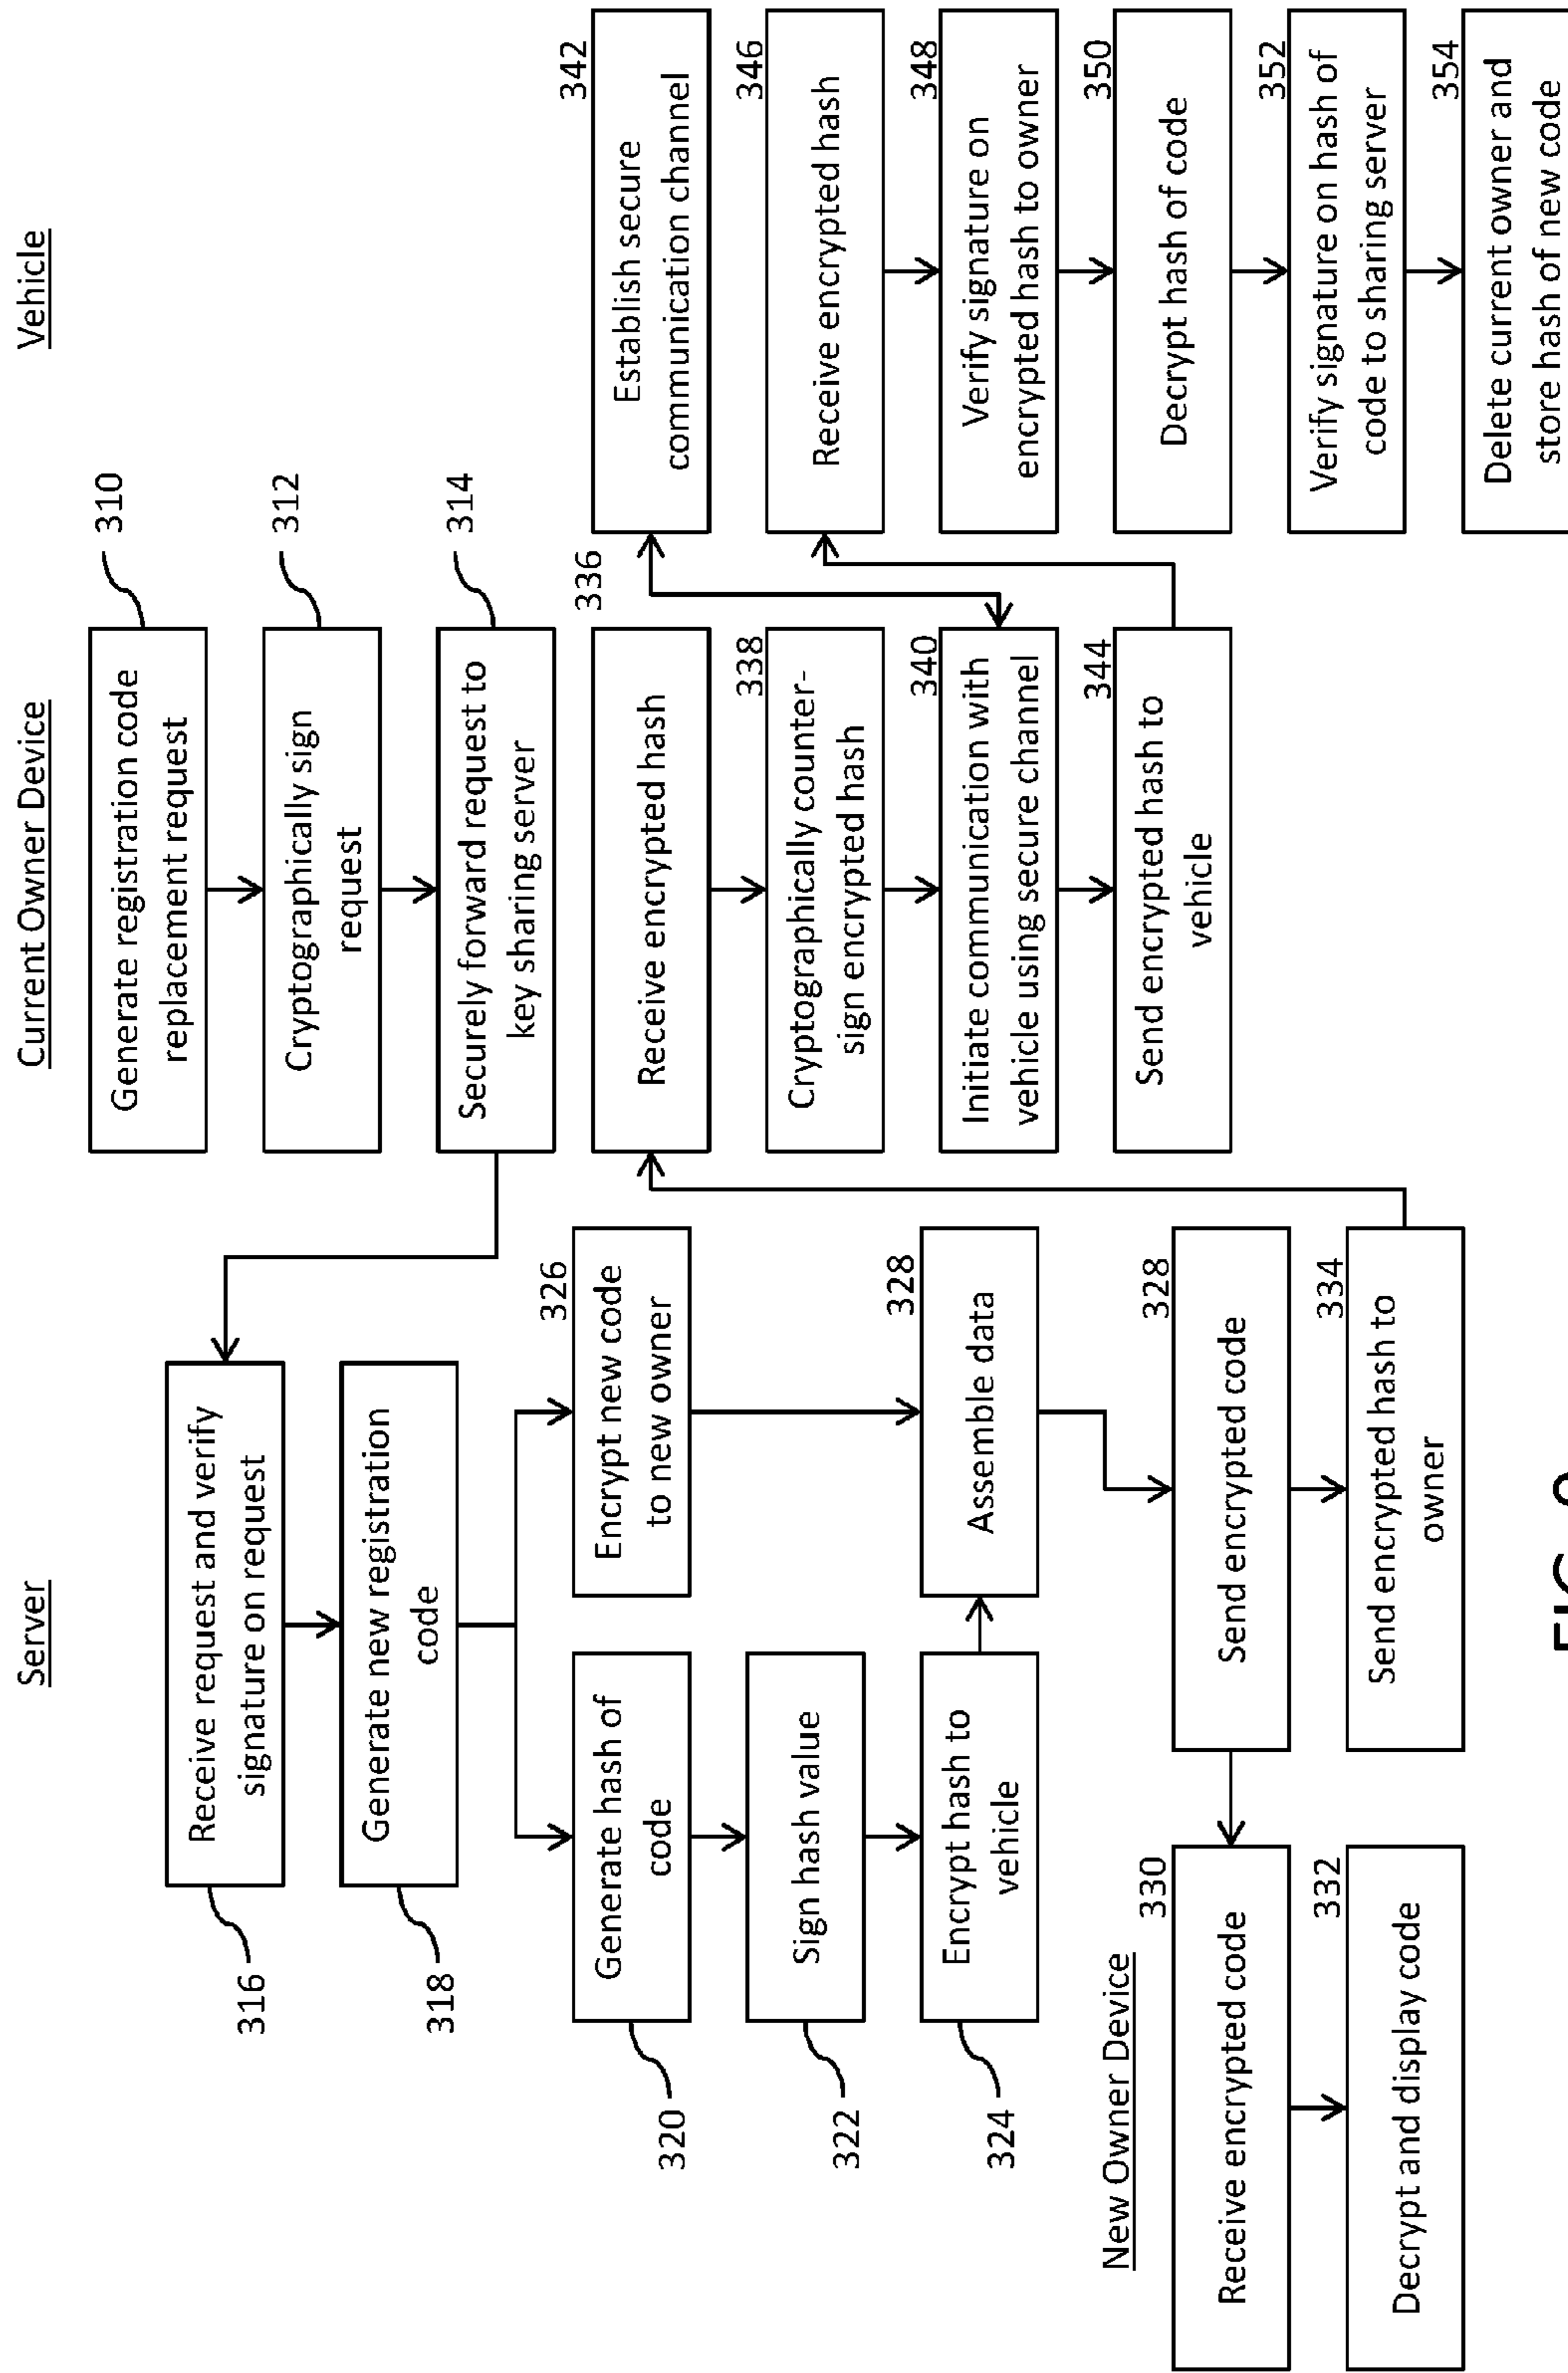 Server
Current Owner Device
Vehicle
Generate registration code
replacement request
310
Cryptographically sign
request
312
Securely forward request to
key sharing server
314
Receive request and verify
signature on request
316
Generate new registration
code
318
Generate hash of
code
320
Sign hash value
322
Encrypt hash to
vehicle
324
326
Encrypt new code
to new owner
328
Assemble data
328
Send encrypted code
334
Send encrypted hash to
owner
New Owner Device
330
Receive encrypted code
332
Decrypt and display code
336
Receive encrypted hash
338
Cryptographically counter-
sign encrypted hash
340
Initiate communication with
vehicle using secure channel
344
Send encrypted hash to
vehicle
342
Establish secure
communication channel
346
Receive encrypted hash
348
Verify signature on
encrypted hash to owner
350
Decrypt hash of code
352
Verify signature on hash of
code to sharing server
354
Delete current owner and
store hash of new code